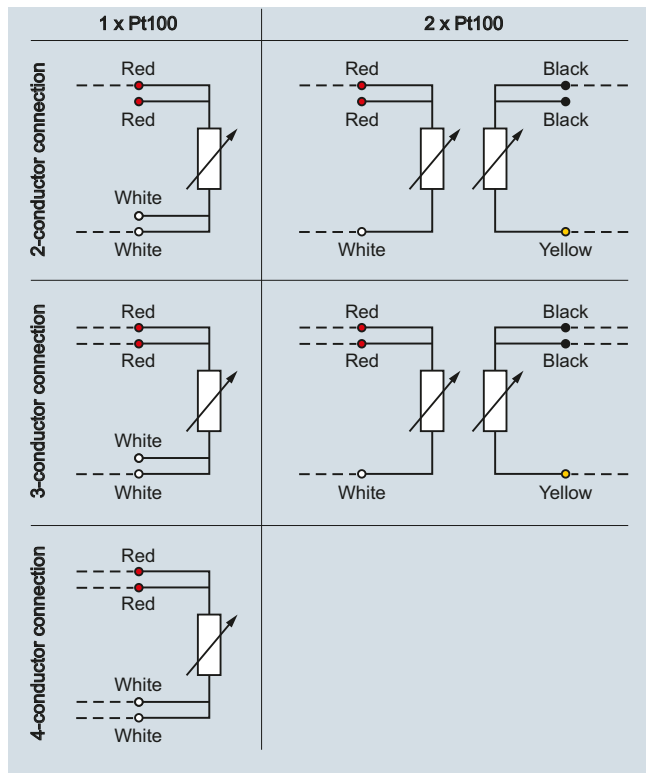 1 x Pt100
2 x Pt100
2-conductor connection
Red
Red
White
White
Red
Red
White
Black
Black
Yellow
3-conductor connection
Red
Red
White
White
Red
Red
White
Black
Black
Yellow
4-conductor connection
Red
Red
White
White